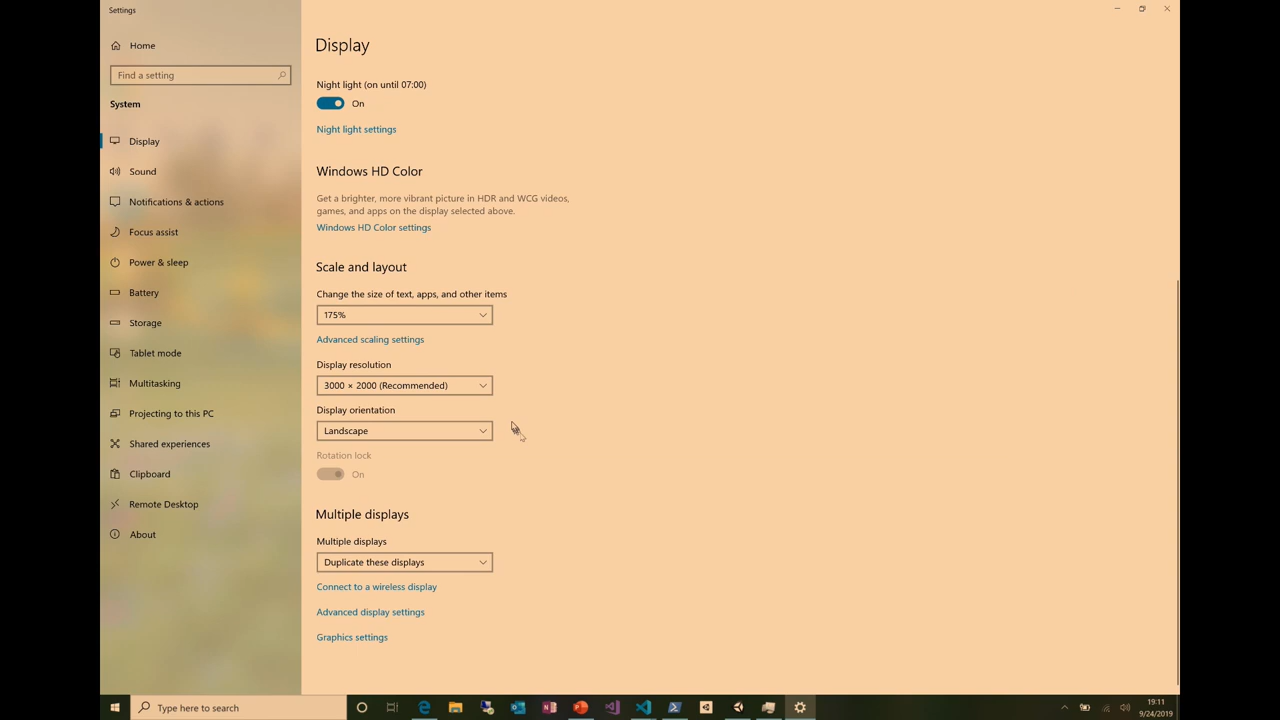 Settings
Home
Find a setting
System
Display
Sound
Notifications & actions
Focus assist
Power & sleep
Battery
Storage
Tablet mode
Multitasking
Projecting to this PC
Shared experiences
Clipboard
Remote Desktop
About
Display
Night light (on until 07:00)
On
Night light settings
Windows HD Color
Get a brighter, more vibrant picture in HDR and WCG videos,
games, and apps on the display selected above.
Windows HD Color settings
Scale and layout
Change the size of text, apps, and other items
175%
Advanced scaling settings
Display resolution
3000 × 2000 (Recommended)
Display orientation
Landscape
Rotation lock
On
Multiple displays
Multiple displays
Duplicate these displays
Connect to a wireless display
Advanced display settings
Graphics settings
Type here to search
19:11
9/24/2019